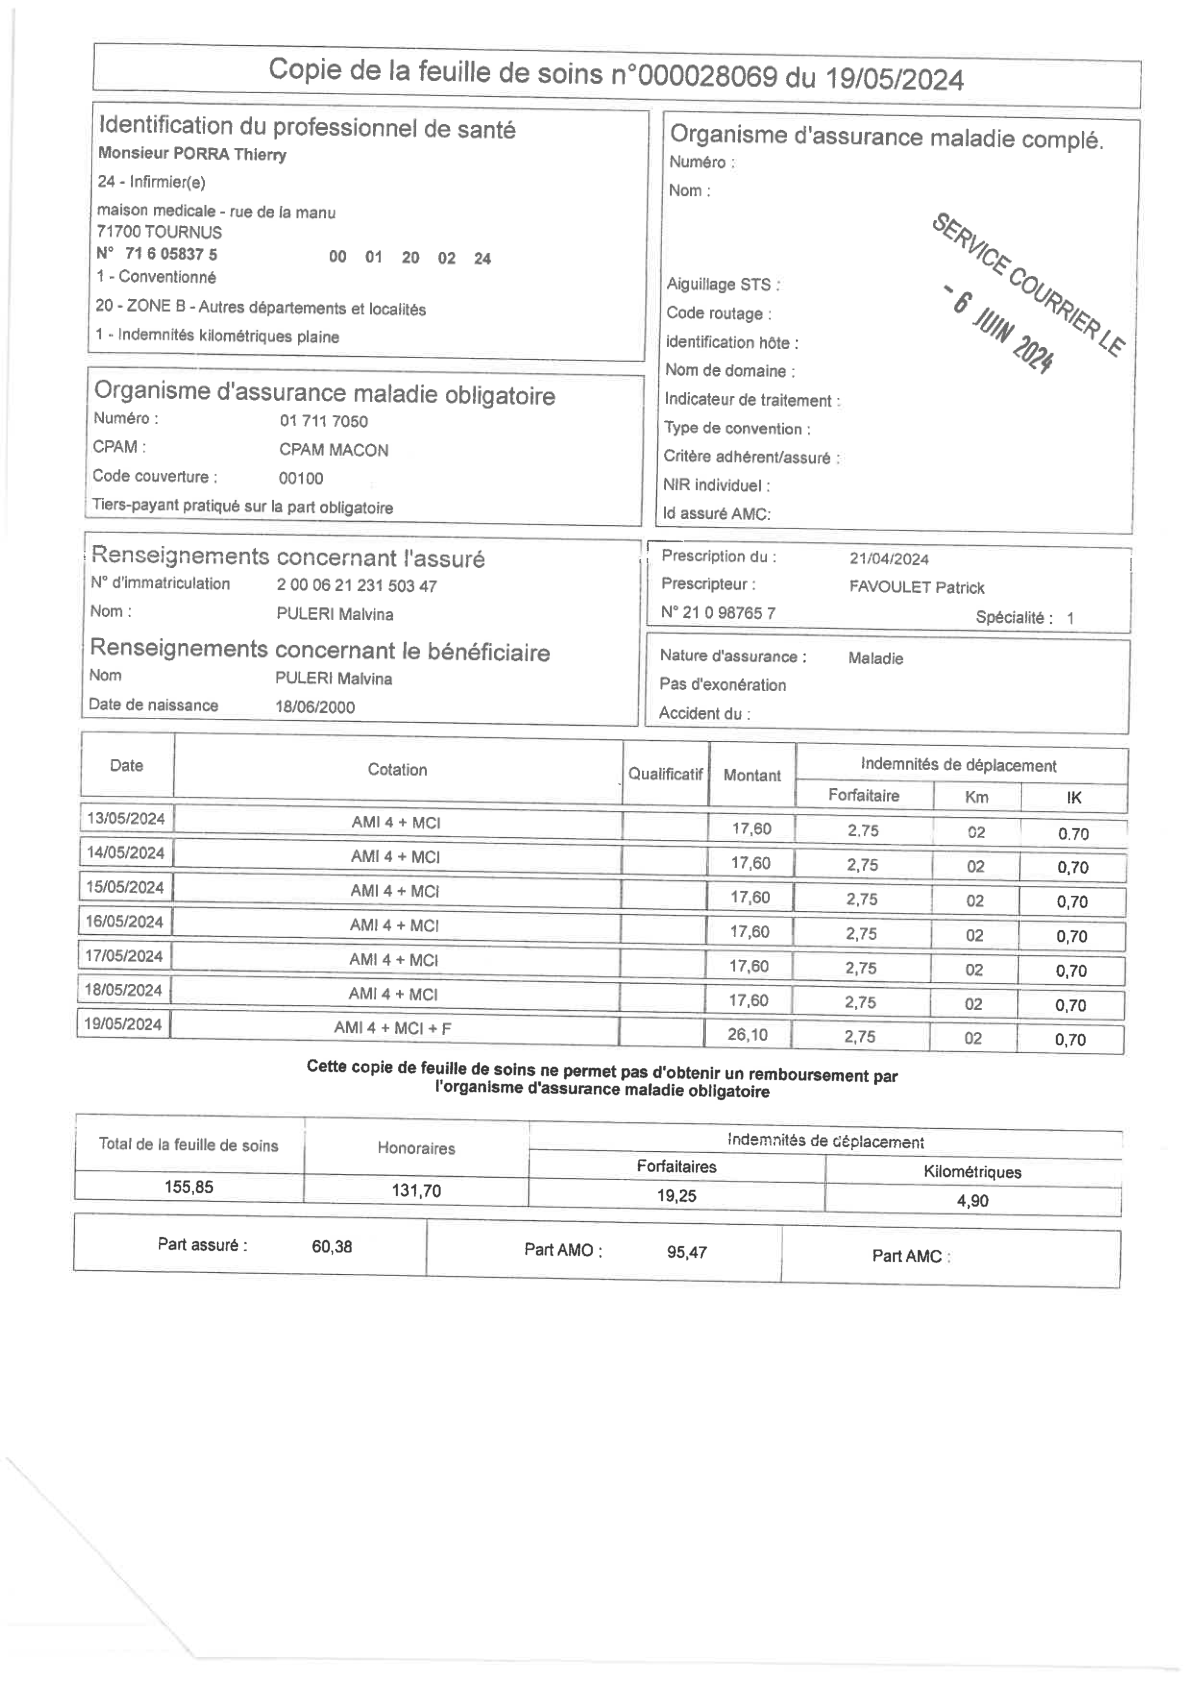 Copie de la feuille de soins n°000028069 du 19/05/2024
Identification du professionnel de santé
Monsieur PORRA Thierry
24 - Infirmier(e)
maison medicale - rue de la manu
71700 TOURNUS
N° 71 6 05837 5 00 01 20 02 24
1 - Conventionné
20 - ZONE B - Autres départements et localités
1 - Indemnités kilométriques plaine
Organisme d'assurance maladie complé.
Numéro :
Nom :
SERVICE COURRIER LE
- 6 JUIN 2024
Aiguillage STS :
Code routage :
identification hôte :
Nom de domaine :
Indicateur de traitement :
Type de convention :
Critère adhérent/assuré :
NIR individuel :
Id assuré AMC:
Organisme d'assurance maladie obligatoire
Numéro : 01 711 7050
CPAM : CPAM MACON
Code couverture : 00100
Tiers-payant pratiqué sur la part obligatoire
Renseignements concernant l'assuré
N° d'immatriculation 2 00 06 21 231 503 47
Nom : PULERI Malvina
Renseignements concernant le bénéficiaire
Nom PULERI Malvina
Date de naissance 18/06/2000
Prescription du : 21/04/2024
Prescripteur : FAVOULET Patrick
N° 21 0 98765 7 Spécialité : 1
Nature d'assurance : Maladie
Pas d'exonération
Accident du :
Date Cotation Qualificatif Montant Indemnités de déplacement
Forfaitaire Km IK
13/05/2024 AMI 4 + MCI 17,60 2,75 02 0.70
14/05/2024 AMI 4 + MCI 17,60 2,75 02 0,70
15/05/2024 AMI 4 + MCI 17,60 2,75 02 0,70
16/05/2024 AMI 4 + MCI 17,60 2,75 02 0,70
17/05/2024 AMI 4 + MCI 17,60 2,75 02 0,70
18/05/2024 AMI 4 + MCI 17,60 2,75 02 0,70
19/05/2024 AMI 4 + MCI + F 26,10 2,75 02 0,70
Cette copie de feuille de soins ne permet pas d'obtenir un remboursement par
l'organisme d'assurance maladie obligatoire
Total de la feuille de soins Honoraires Indemnités de déplacement
Forfaitaires Kilométriques
155,85 131,70 19,25 4,90
Part assuré : 60,38 Part AMO : 95,47 Part AMC :